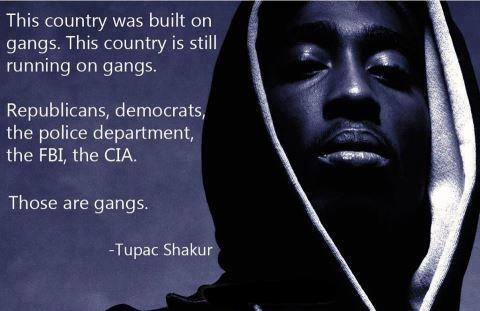 This country was built on
gangs. This country is still
running on gangs.
Republicans, democrats,
the police department,
the FBI, the CIA.
Those are gangs.
-Tupac Shakur